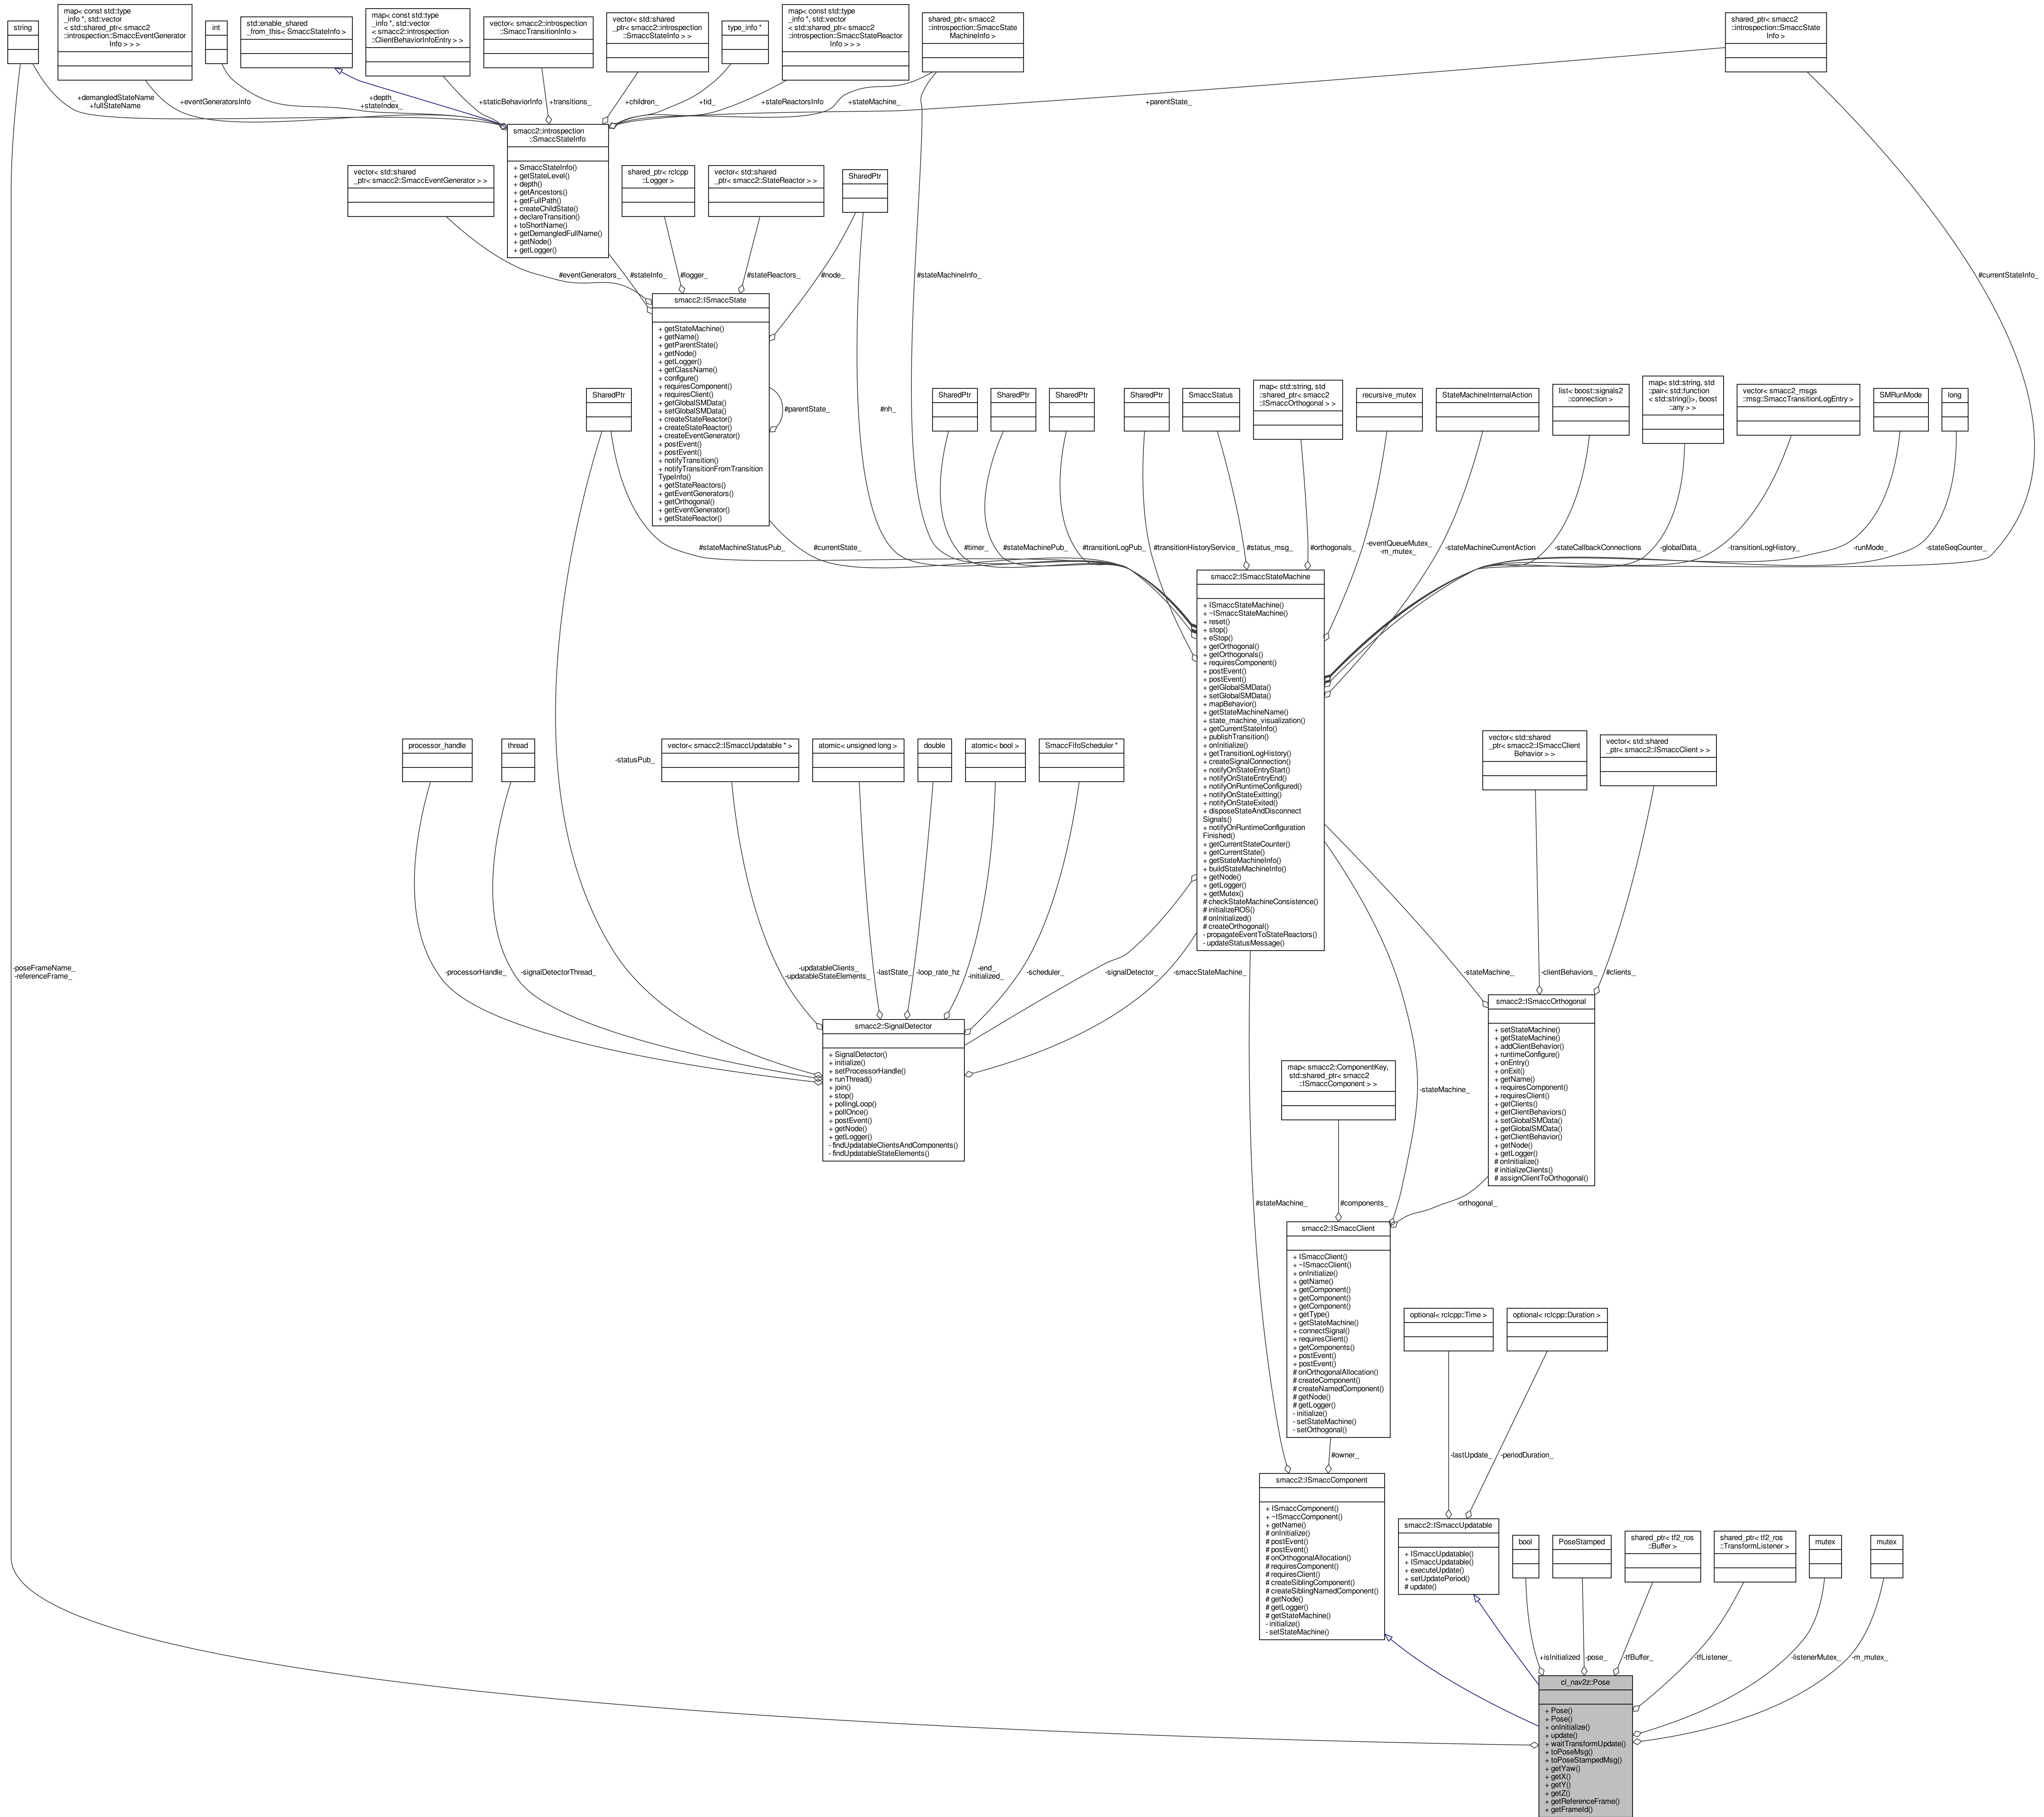 string
map< const std::type
_info *, std::vector
< std::shared_ptr< smacc2
::introspection::SmaccEventGenerator
Info > > >
int
std::enable_shared
_from_this< SmaccStateInfo >
map< const std::type
_info *, std::vector
< smacc2::introspection
::ClientBehaviorInfoEntry > >
vector< smacc2::introspection
::SmaccTransitionInfo >
vector< std::shared
_ptr< smacc2::introspection
::SmaccStateInfo > >
type_info *
map< const std::type
_info *, std::vector
< std::shared_ptr< smacc2
::introspection::SmaccStateReactor
Info > > >
shared_ptr< smacc2
::introspection::SmaccState
MachineInfo >
shared_ptr< smacc2
::introspection::SmaccState
Info >
+demangledStateName
+fullStateName
+eventGeneratorsInfo
+depth_
+stateIndex_
+staticBehaviorInfo
+transitions_
+children_
+tid_
+stateReactorsInfo
+stateMachine_
+parentState_
smacc2::introspection
::SmaccStateInfo
+ SmaccStateInfo()
+ getStateLevel()
+ depth()
+ getAncestors()
+ getFullPath()
+ createChildState()
+ declareTransition()
+ toShortName()
+ getDemangledFullName()
+ getNode()
+ getLogger()
vector< std::shared
_ptr< smacc2::SmaccEventGenerator > >
shared_ptr< rclcpp
::Logger >
vector< std::shared
_ptr< smacc2::StateReactor > >
SharedPtr
#eventGenerators_
#stateInfo_
#logger_
#stateReactors_
#node_
#stateMachineInfo_
#currentStateInfo_
smacc2::ISmaccState
+ getStateMachine()
+ getName()
+ getParentState()
+ getNode()
+ getLogger()
+ getClassName()
+ configure()
+ requiresComponent()
+ requiresClient()
+ getGlobalSMData()
+ setGlobalSMData()
+ createStateReactor()
+ createStateReactor()
+ createEventGenerator()
+ postEvent()
+ postEvent()
+ notifyTransition()
+ notifyTransitionFromTransition
TypeInfo()
+ getStateReactors()
+ getEventGenerators()
+ getOrthogonal()
+ getEventGenerator()
+ getStateReactor()
#parentState_
#nh_
SharedPtr
SharedPtr
SharedPtr
SharedPtr
SharedPtr
SmaccStatus
map< std::string, std
::shared_ptr< smacc2
::ISmaccOrthogonal > >
recursive_mutex
StateMachineInternalAction
list< boost::signals2
::connection >
map< std::string, std
::pair< std::function
< std::string()>, boost
::any > >
vector< smacc2_msgs
::msg::SmaccTransitionLogEntry >
SMRunMode
long
#stateMachineStatusPub_
#currentState_
#timer_
#stateMachinePub_
#transitionLogPub_
#transitionHistoryService_
#status_msg_
#orthogonals_
-eventQueueMutex_
-m_mutex_
-stateMachineCurrentAction
-stateCallbackConnections
-globalData_
-transitionLogHistory_
-runMode_
-stateSeqCounter_
smacc2::ISmaccStateMachine
+ ISmaccStateMachine()
+ ~ISmaccStateMachine()
+ reset()
+ stop()
+ eStop()
+ getOrthogonal()
+ getOrthogonals()
+ requiresComponent()
+ postEvent()
+ postEvent()
+ getGlobalSMData()
+ setGlobalSMData()
+ mapBehavior()
+ getStateMachineName()
+ state_machine_visualization()
+ getCurrentStateInfo()
+ publishTransition()
+ onInitialize()
+ getTransitionLogHistory()
+ createSignalConnection()
+ notifyOnStateEntryStart()
+ notifyOnStateEntryEnd()
+ notifyOnRuntimeConfigured()
+ notifyOnStateExitting()
+ notifyOnStateExited()
+ disposeStateAndDisconnect
Signals()
+ notifyOnRuntimeConfiguration
Finished()
+ getCurrentStateCounter()
+ getCurrentState()
+ getStateMachineInfo()
+ buildStateMachineInfo()
+ getNode()
+ getLogger()
+ getMutex()
# checkStateMachineConsistence()
# initializeROS()
# onInitialized()
# createOrthogonal()
- propagateEventToStateReactors()
- updateStatusMessage()
processor_handle
thread
-statusPub_
vector< smacc2::ISmaccUpdatable * >
atomic< unsigned long >
double
atomic< bool >
SmaccFifoScheduler *
vector< std::shared
_ptr< smacc2::ISmaccClient
Behavior > >
vector< std::shared
_ptr< smacc2::ISmaccClient > >
-poseFrameName_
-referenceFrame_
-processorHandle_
-signalDetectorThread_
-updatableClients_
-updatableStateElements_
-lastState_
-loop_rate_hz
-end_
-initialized_
-scheduler_
-signalDetector_
-smaccStateMachine_
-stateMachine_
-clientBehaviors_
#clients_
smacc2::SignalDetector
+ SignalDetector()
+ initialize()
+ setProcessorHandle()
+ runThread()
+ join()
+ stop()
+ pollingLoop()
+ pollOnce()
+ postEvent()
+ getNode()
+ getLogger()
- findUpdatableClientsAndComponents()
- findUpdatableStateElements()
smacc2::ISmaccOrthogonal
+ setStateMachine()
+ getStateMachine()
+ addClientBehavior()
+ runtimeConfigure()
+ onEntry()
+ onExit()
+ getName()
+ requiresComponent()
+ requiresClient()
+ getClients()
+ getClientBehaviors()
+ setGlobalSMData()
+ getGlobalSMData()
+ getClientBehavior()
+ getNode()
+ getLogger()
# onInitialize()
# initializeClients()
# assignClientToOrthogonal()
map< smacc2::ComponentKey,
std::shared_ptr< smacc2
::ISmaccComponent > >
-stateMachine_
#stateMachine_
#components_
-orthogonal_
smacc2::ISmaccClient
+ ISmaccClient()
+ ~ISmaccClient()
+ onInitialize()
+ getName()
+ getComponent()
+ getComponent()
+ getComponent()
+ getType()
+ getStateMachine()
+ connectSignal()
+ requiresClient()
+ getComponents()
+ postEvent()
+ postEvent()
# onOrthogonalAllocation()
# createComponent()
# createNamedComponent()
# getNode()
# getLogger()
- initialize()
- setStateMachine()
- setOrthogonal()
optional< rclcpp::Time >
optional< rclcpp::Duration >
#owner_
-lastUpdate_
-periodDuration_
smacc2::ISmaccComponent
+ ISmaccComponent()
+ ~ISmaccComponent()
+ getName()
# onInitialize()
# postEvent()
# postEvent()
# onOrthogonalAllocation()
# requiresComponent()
# requiresClient()
# createSiblingComponent()
# createSiblingNamedComponent()
# getNode()
# getLogger()
# getStateMachine()
- initialize()
- setStateMachine()
smacc2::ISmaccUpdatable
+ ISmaccUpdatable()
+ ISmaccUpdatable()
+ executeUpdate()
+ setUpdatePeriod()
# update()
bool
PoseStamped
shared_ptr< tf2_ros
::Buffer >
shared_ptr< tf2_ros
::TransformListener >
mutex
mutex
+isInitialized
-pose_
-tfBuffer_
-tfListener_
-listenerMutex_
-m_mutex_
cl_nav2z::Pose
+ Pose()
+ Pose()
+ onInitialize()
+ update()
+ waitTransformUpdate()
+ toPoseMsg()
+ toPoseStampedMsg()
+ getYaw()
+ getX()
+ getY()
+ getZ()
+ getReferenceFrame()
+ getFrameId()